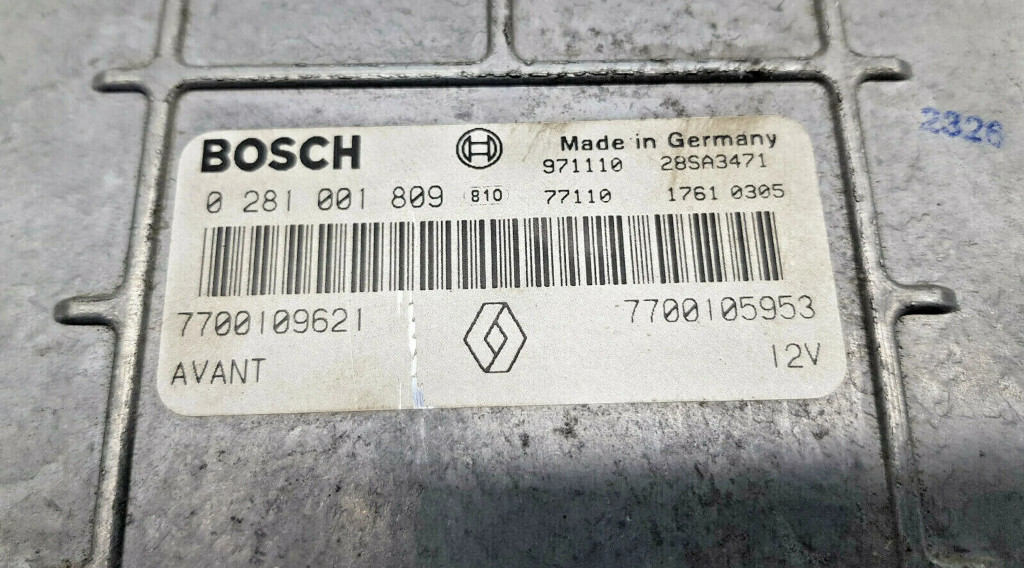 BOSCH
Made in Germany
971110 28SA3471
0 281 001 809 810 77110 1761 0305
7700109621 7700105953
AVANT 12V
2326